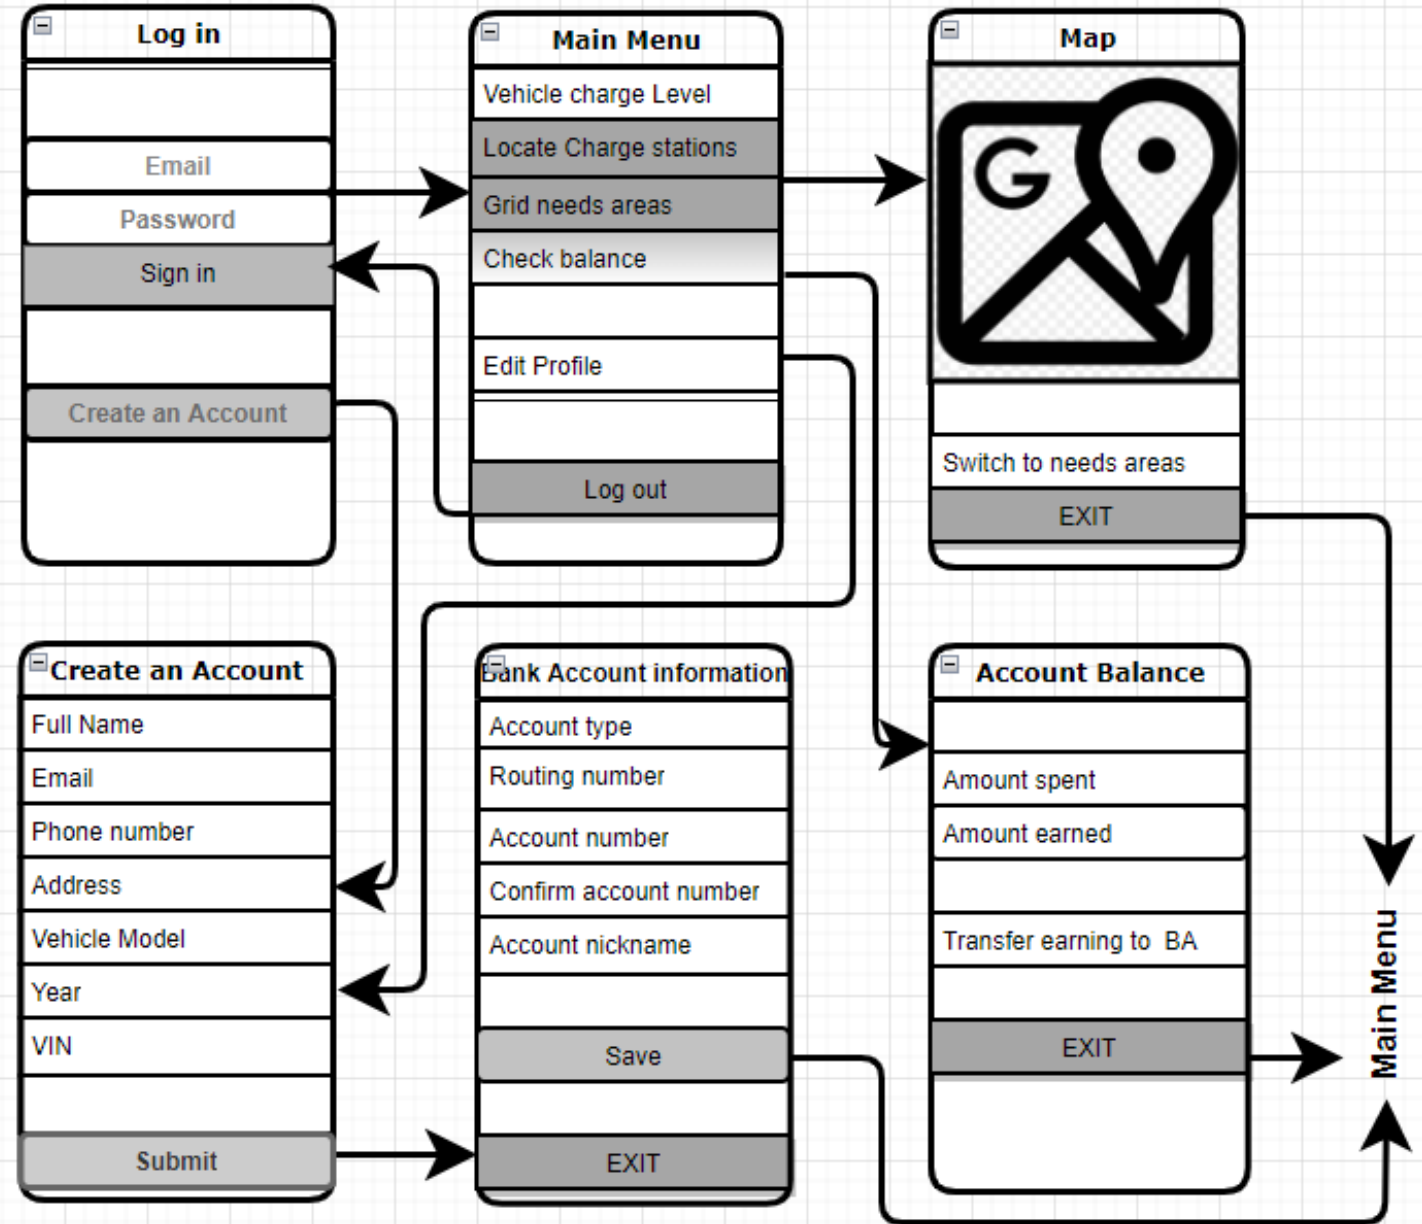 Log in
Email
Password
Sign in
Create an Account
Main Menu
Vehicle charge Level
Locate Charge stations
Grid needs areas
Check balance
Edit Profile
Log out
Map
G
Switch to needs areas
EXIT
Create an Account
Full Name
Email
Phone number
Address
Vehicle Model
Year
VIN
Submit
Bank Account information
Account type
Routing number
Account number
Confirm account number
Account nickname
Save
EXIT
Account Balance
Amount spent
Amount earned
Transfer earning to  BA
EXIT
Main Menu